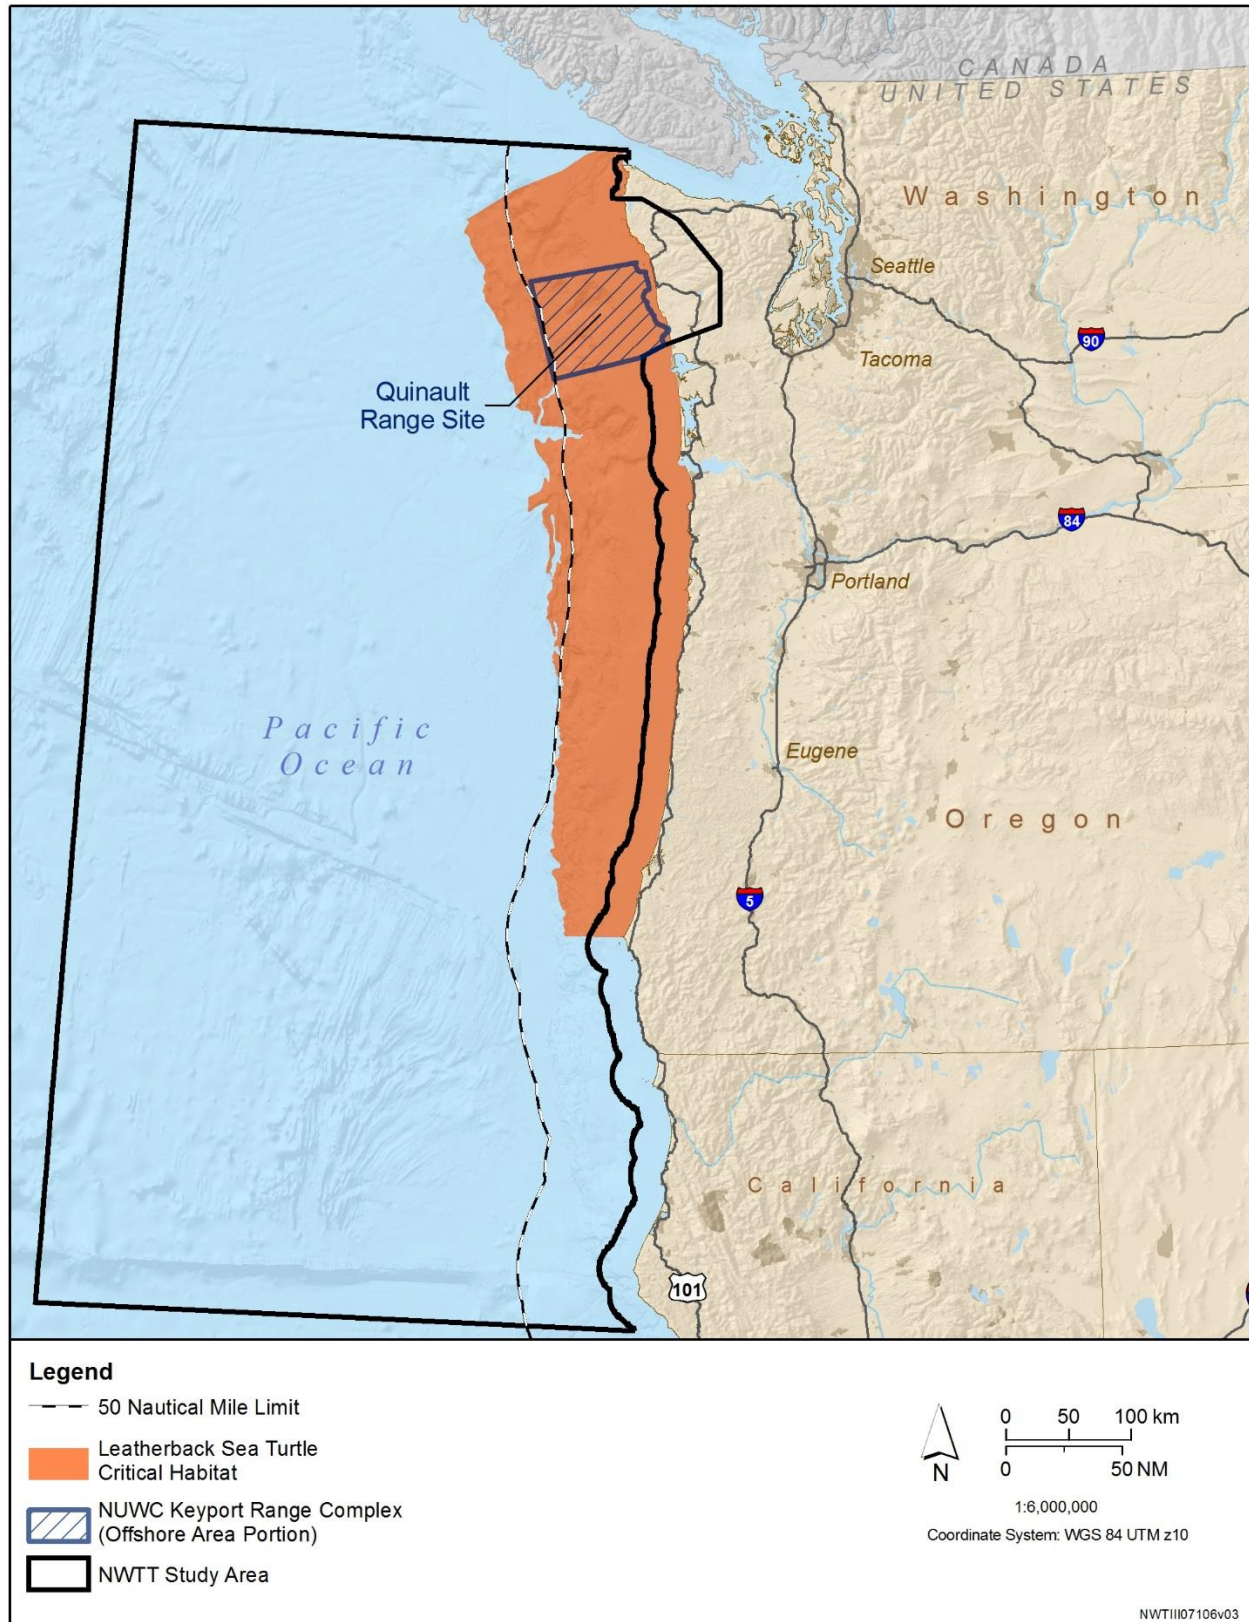 CANADA
UNITED STATES
Washington
Seattle
90
Tacoma
Quinault
Range Site
84
Portland
Pacific
Ocean
Eugene
Oregon
5
California
101
Legend
50 Nautical Mile Limit
Leatherback Sea Turtle
Critical Habitat
NUWC Keyport Range Complex
(Offshore Area Portion)
NWTT Study Area
N
0 50 100 km
0 50 NM
1:6,000,000
Coordinate System: WGS 84 UTM z10
NWTIII07106v03